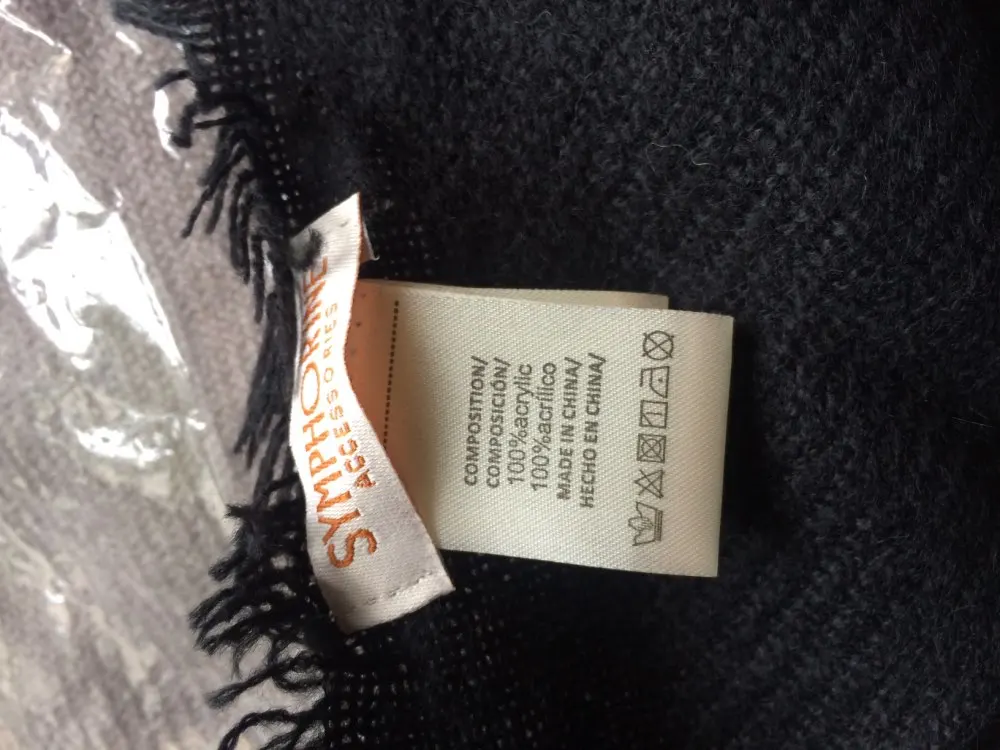 SYMPHORINE
ACCESSORIES
COMPOSITION/
COMPOSICIÓN/
100%acrylic
100%acrílico
MADE IN CHINA/
HECHO EN CHINA/